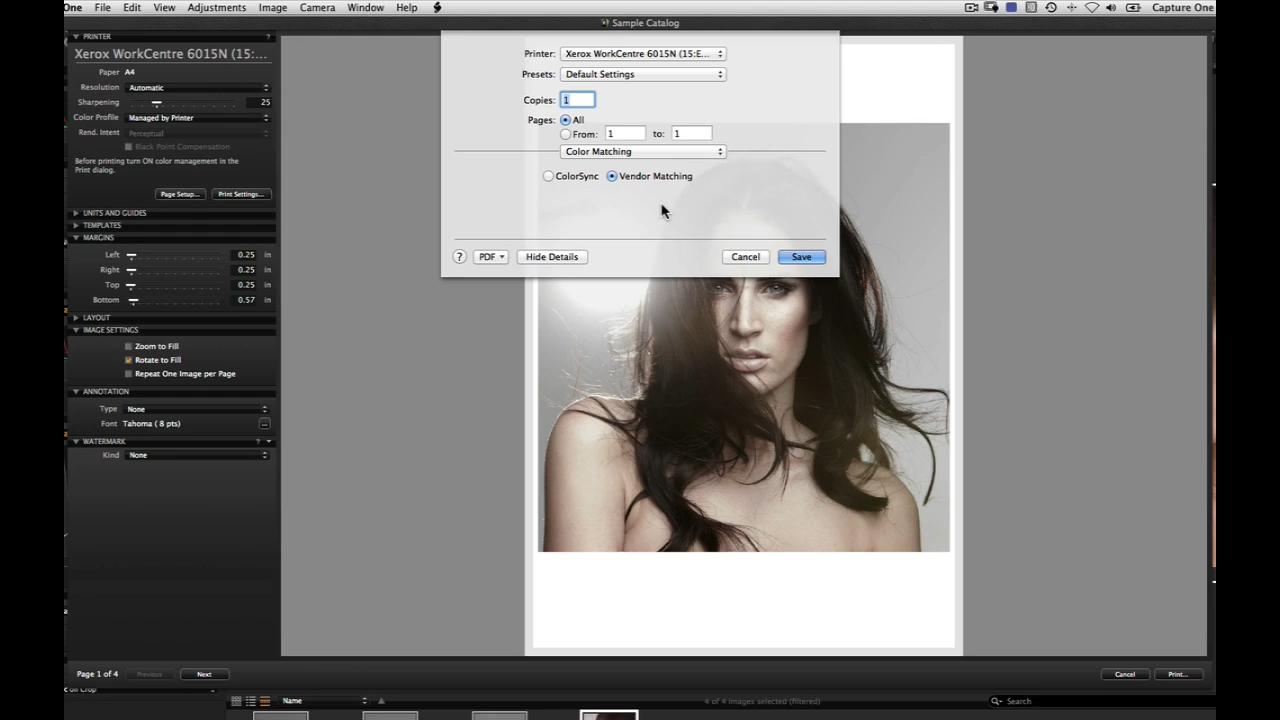 One File Edit View Adjustments Image Camera Window Help Capture One
Sample Catalog
PRINTER ?
Xerox WorkCentre 6015N (15:...
Paper A4
Resolution Automatic
Sharpening 25
Color Profile Managed by Printer
Rend. Intent Perceptual
Black Point Compensation
Before printing turn ON color management in the
Print dialog.
Page Setup... Print Settings...
UNITS AND GUIDES
TEMPLATES
MARGINS
Left 0.25 in
Right 0.25 in
Top 0.25 in
Bottom 0.57 in
LAYOUT
IMAGE SETTINGS
Zoom to Fill
Rotate to Fill
Repeat One Image per Page
ANNOTATION
Type None
Font Tahoma ( 8 pts) ...
WATERMARK ?
Kind None
Printer: Xerox WorkCentre 6015N (15:E...
Presets: Default Settings
Copies: 1
Pages: All
From: 1 to: 1
Color Matching
ColorSync Vendor Matching
? PDF Hide Details Cancel Save
Page 1 of 4 Previous Next Cancel Print...
Name 4 of 4 images selected (filtered) Search